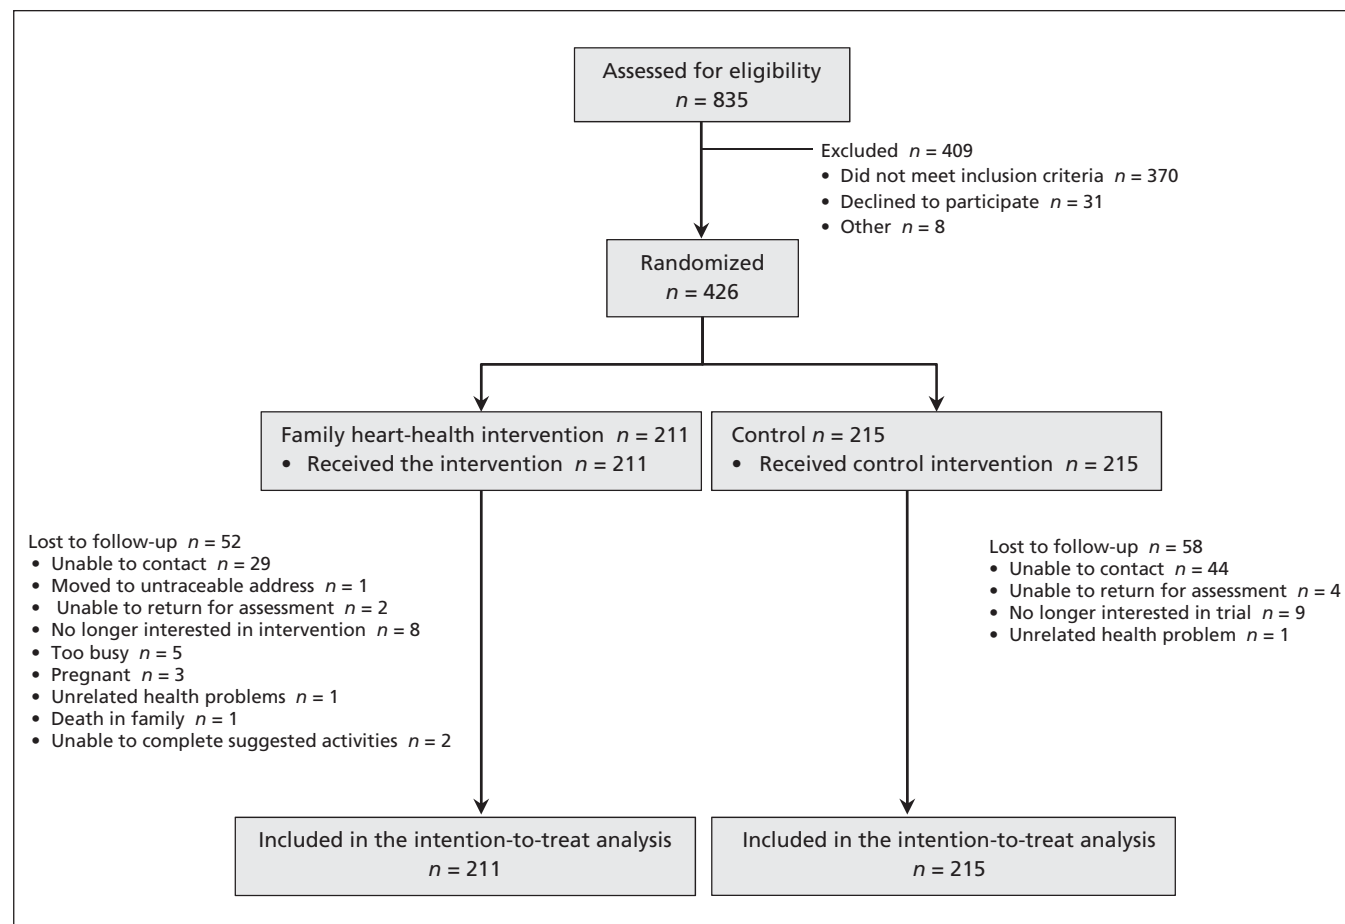 Assessed for eligibility
n = 835
Excluded n = 409
• Did not meet inclusion criteria n = 370
• Declined to participate n = 31
• Other n = 8
Randomized
n = 426
Family heart-health intervention n = 211
• Received the intervention n = 211
Control n = 215
• Received control intervention n = 215
Lost to follow-up n = 52
• Unable to contact n = 29
• Moved to untraceable address n = 1
• Unable to return for assessment n = 2
• No longer interested in intervention n = 8
• Too busy n = 5
• Pregnant n = 3
• Unrelated health problems n = 1
• Death in family n = 1
• Unable to complete suggested activities n = 2
Lost to follow-up n = 58
• Unable to contact n = 44
• Unable to return for assessment n = 4
• No longer interested in trial n = 9
• Unrelated health problem n = 1
Included in the intention-to-treat analysis
n = 211
Included in the intention-to-treat analysis
n = 215